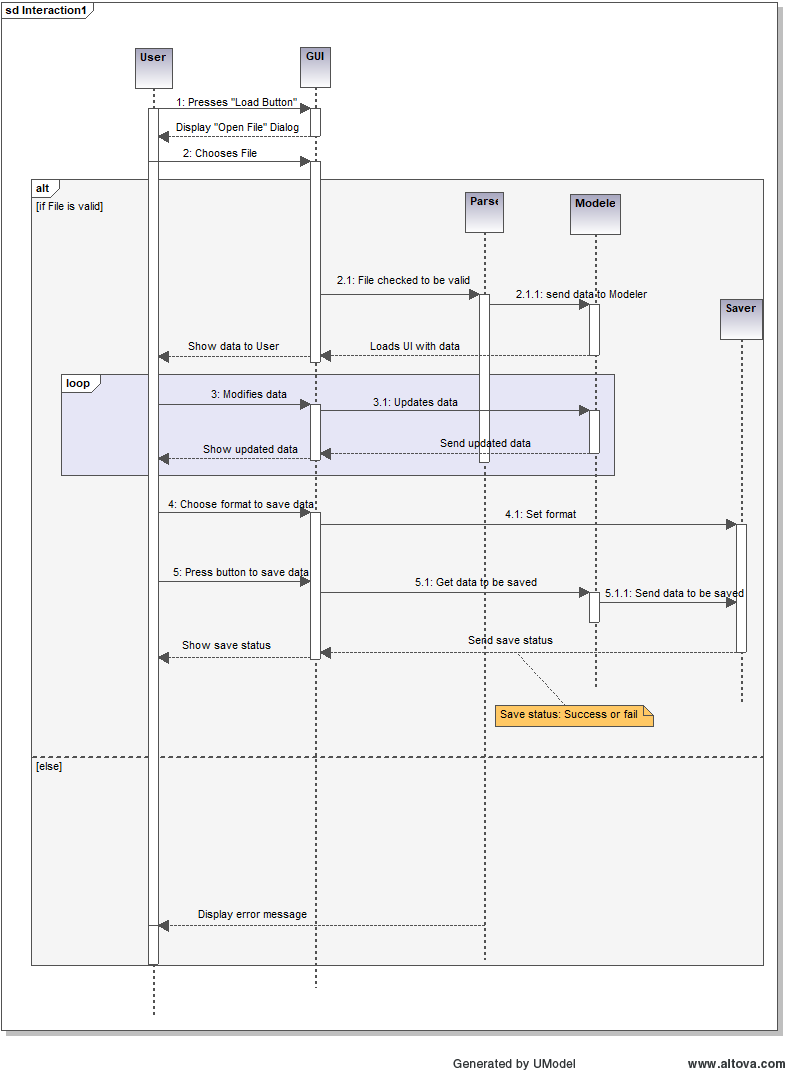 sd Interaction1
User
GUI
1: Presses "Load Button"
Display "Open File" Dialog
2: Chooses File
alt
[if File is valid]
Parse
Modele
2.1: File checked to be valid
2.1.1: send data to Modeler
Saver
Show data to User
Loads UI with data
loop
3: Modifies data
3.1: Updates data
Show updated data
Send updated data
4: Choose format to save data
4.1: Set format
5: Press button to save data
5.1: Get data to be saved
5.1.1: Send data to be saved
Show save status
Send save status
Save status: Success or fail
[else]
Display error message
Generated by UModel
www.altova.com